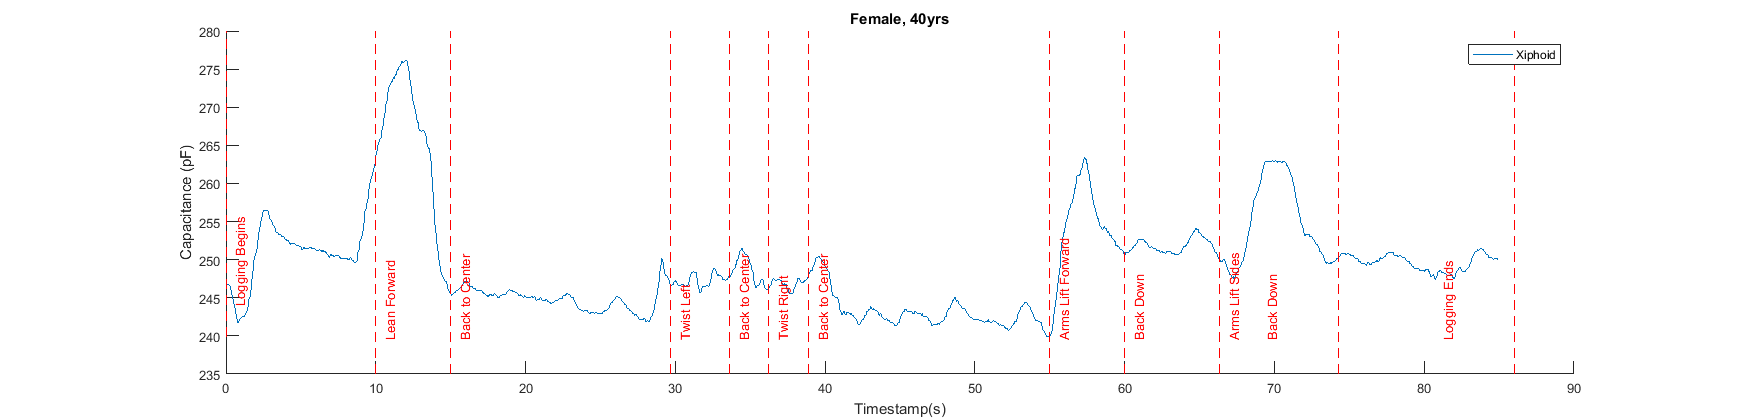 Female, 40yrs
Xiphoid
Capacitance (pF)
280
275
270
265
260
255
250
245
240
235
Logging Begins
Lean Forward
Back to Center
Twist Left
Back to Center
Twist Right
Back to Center
Arms Lift Forward
Back Down
Arms Lift Sides
Back Down
Logging Ends
0
10
20
30
40
50
60
70
80
90
Timestamp(s)